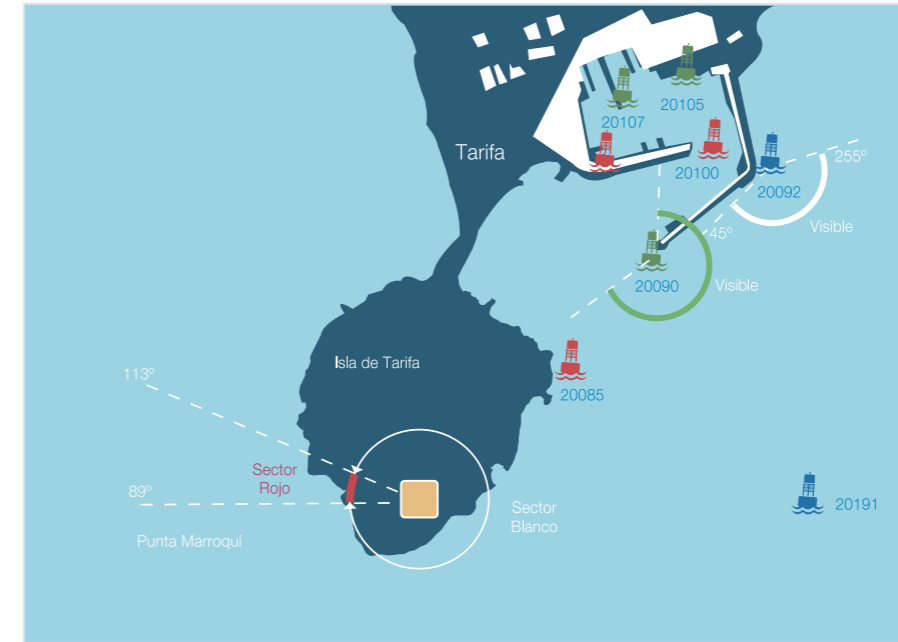 20105
20107
Tarifa
20100
255º
20092
45º
Visible
Visible
20090
Isla de Tarifa
113º
20085
Sector
Rojo
89º
Sector
Blanco
20191
Punta Marroquí